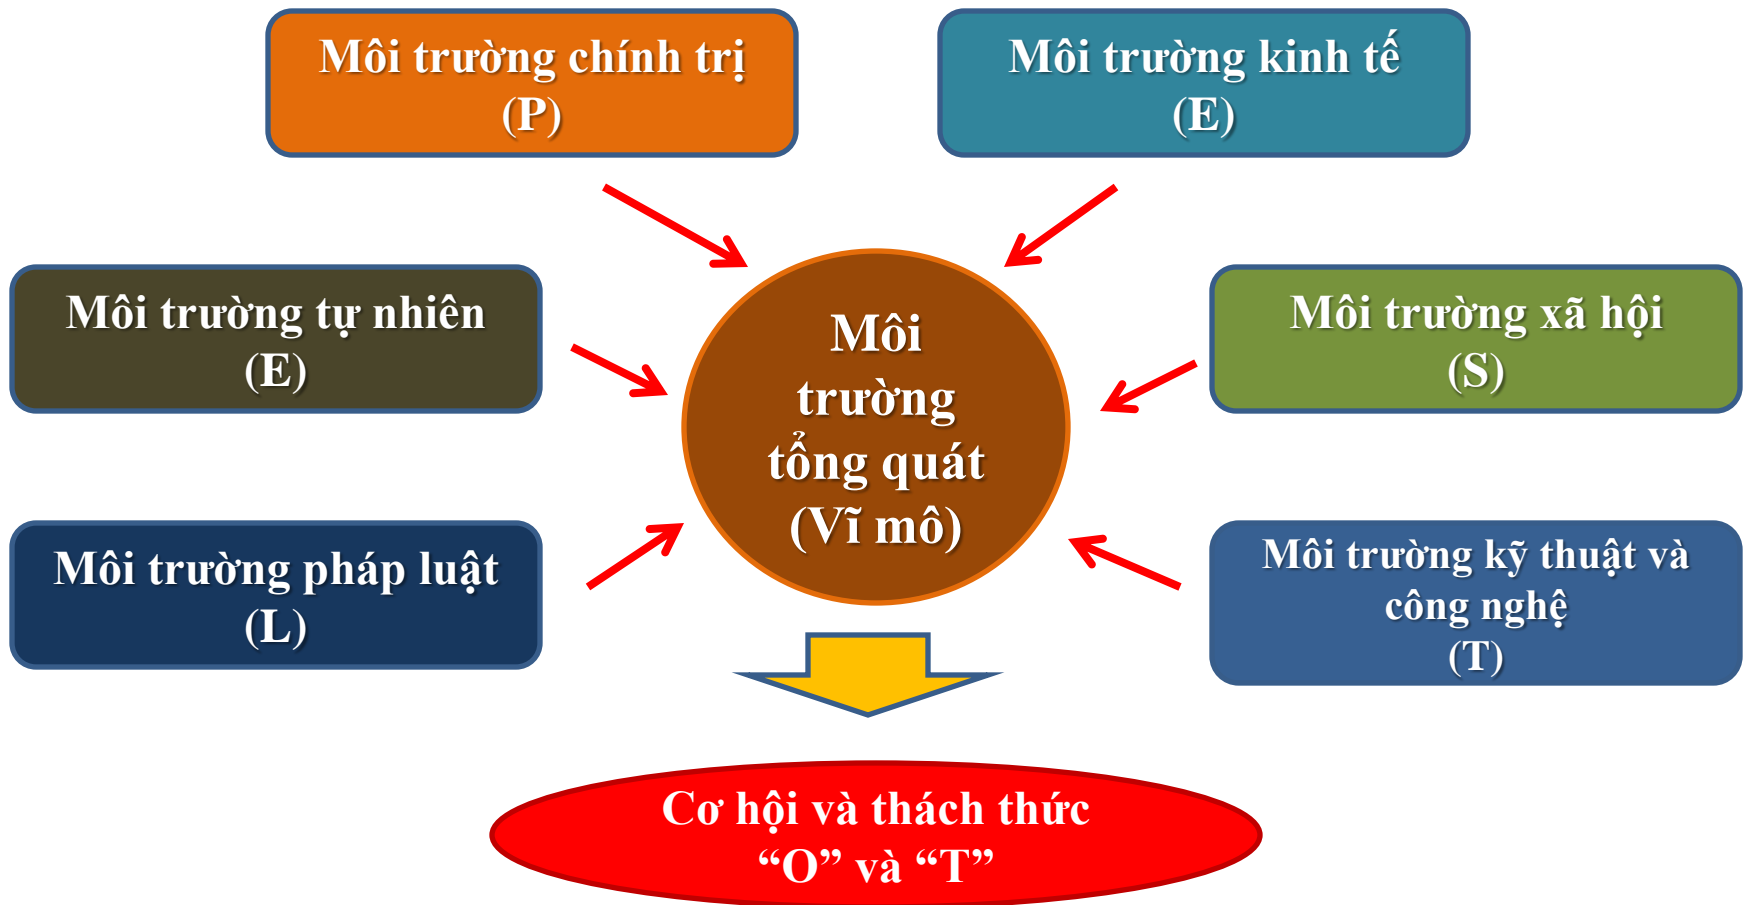 Môi trường chính trị
(P)
Môi trường kinh tế
(E)
Môi trường tự nhiên
(E)
Môi
trường
tổng quát
(Vĩ mô)
Môi trường xã hội
(S)
Môi trường pháp luật
(L)
Môi trường kỹ thuật và
công nghệ
(T)
Cơ hội và thách thức
“O” và “T”